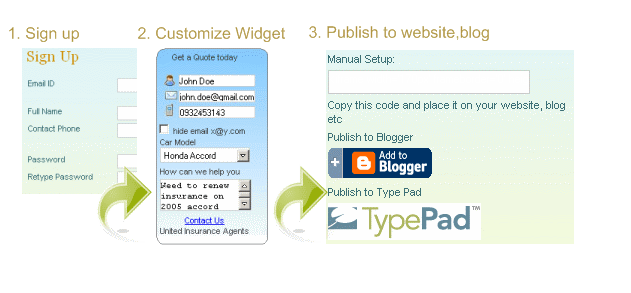 1. Sign up
Sign Up
Email ID
Full Name
Contact Phone
Password
Retype Password
2. Customize Widget
Get a Quote today
John Doe
john.doe@gmail.com
0932453143
hide email x@y.com
Car Model
Honda Accord
How can we help you
Need to renew
insurance on
2005 accord
Contact Us
United Insurance Agents
3. Publish to website,blog
Manual Setup:
Copy this code and place it on your website, blog
etc
Publish to Blogger
+ Add to
Blogger
Publish to Type Pad
TypePad™